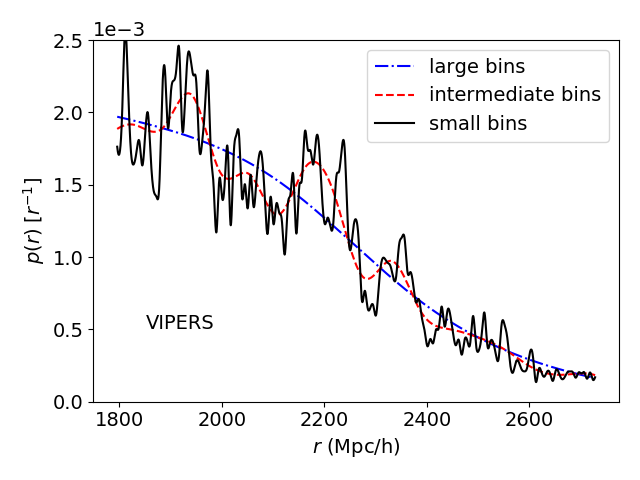 1e−3
2.5
2.0
1.5
1.0
0.5
0.0
p(r) [r⁻¹]
large bins
intermediate bins
small bins
VIPERS
1800 2000 2200 2400 2600
r (Mpc/h)